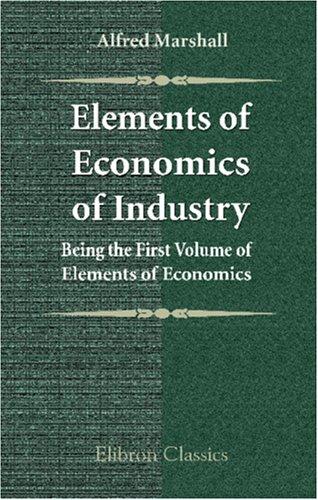 Alfred Marshall
Elements of
Economics
of Industry
Being the First Volume of
Elements of Economics
Elibron Classics